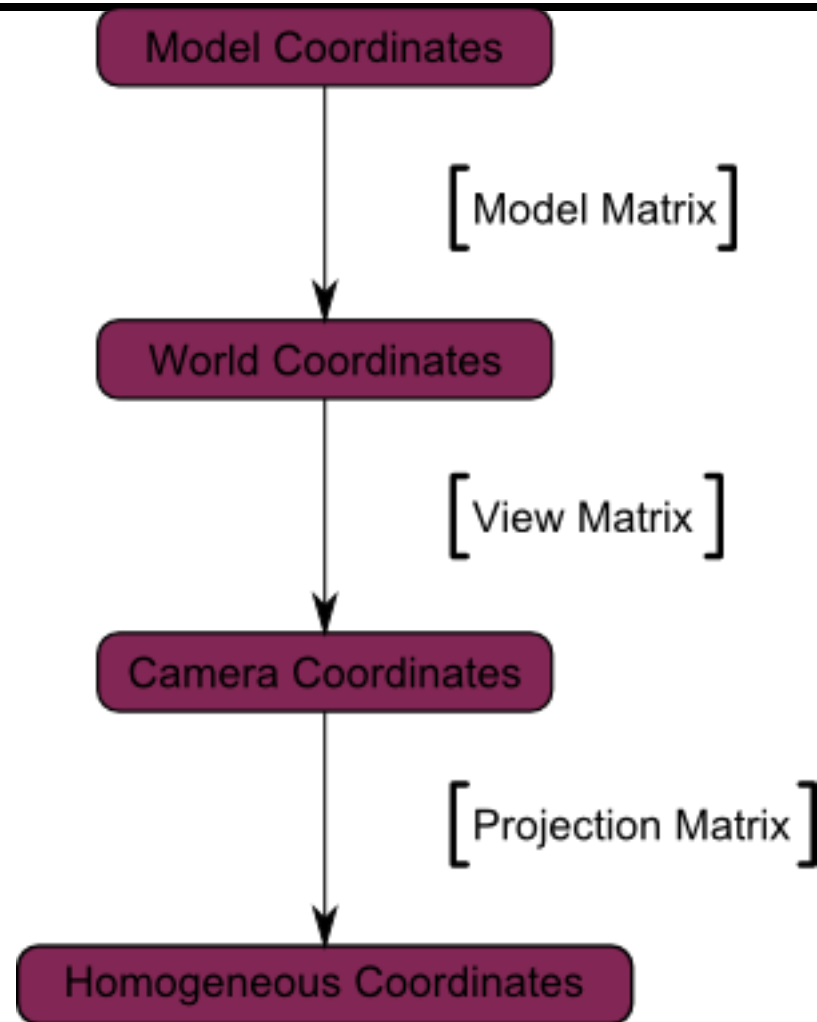 Model Coordinates
[Model Matrix]
World Coordinates
[View Matrix]
Camera Coordinates
[Projection Matrix]
Homogeneous Coordinates